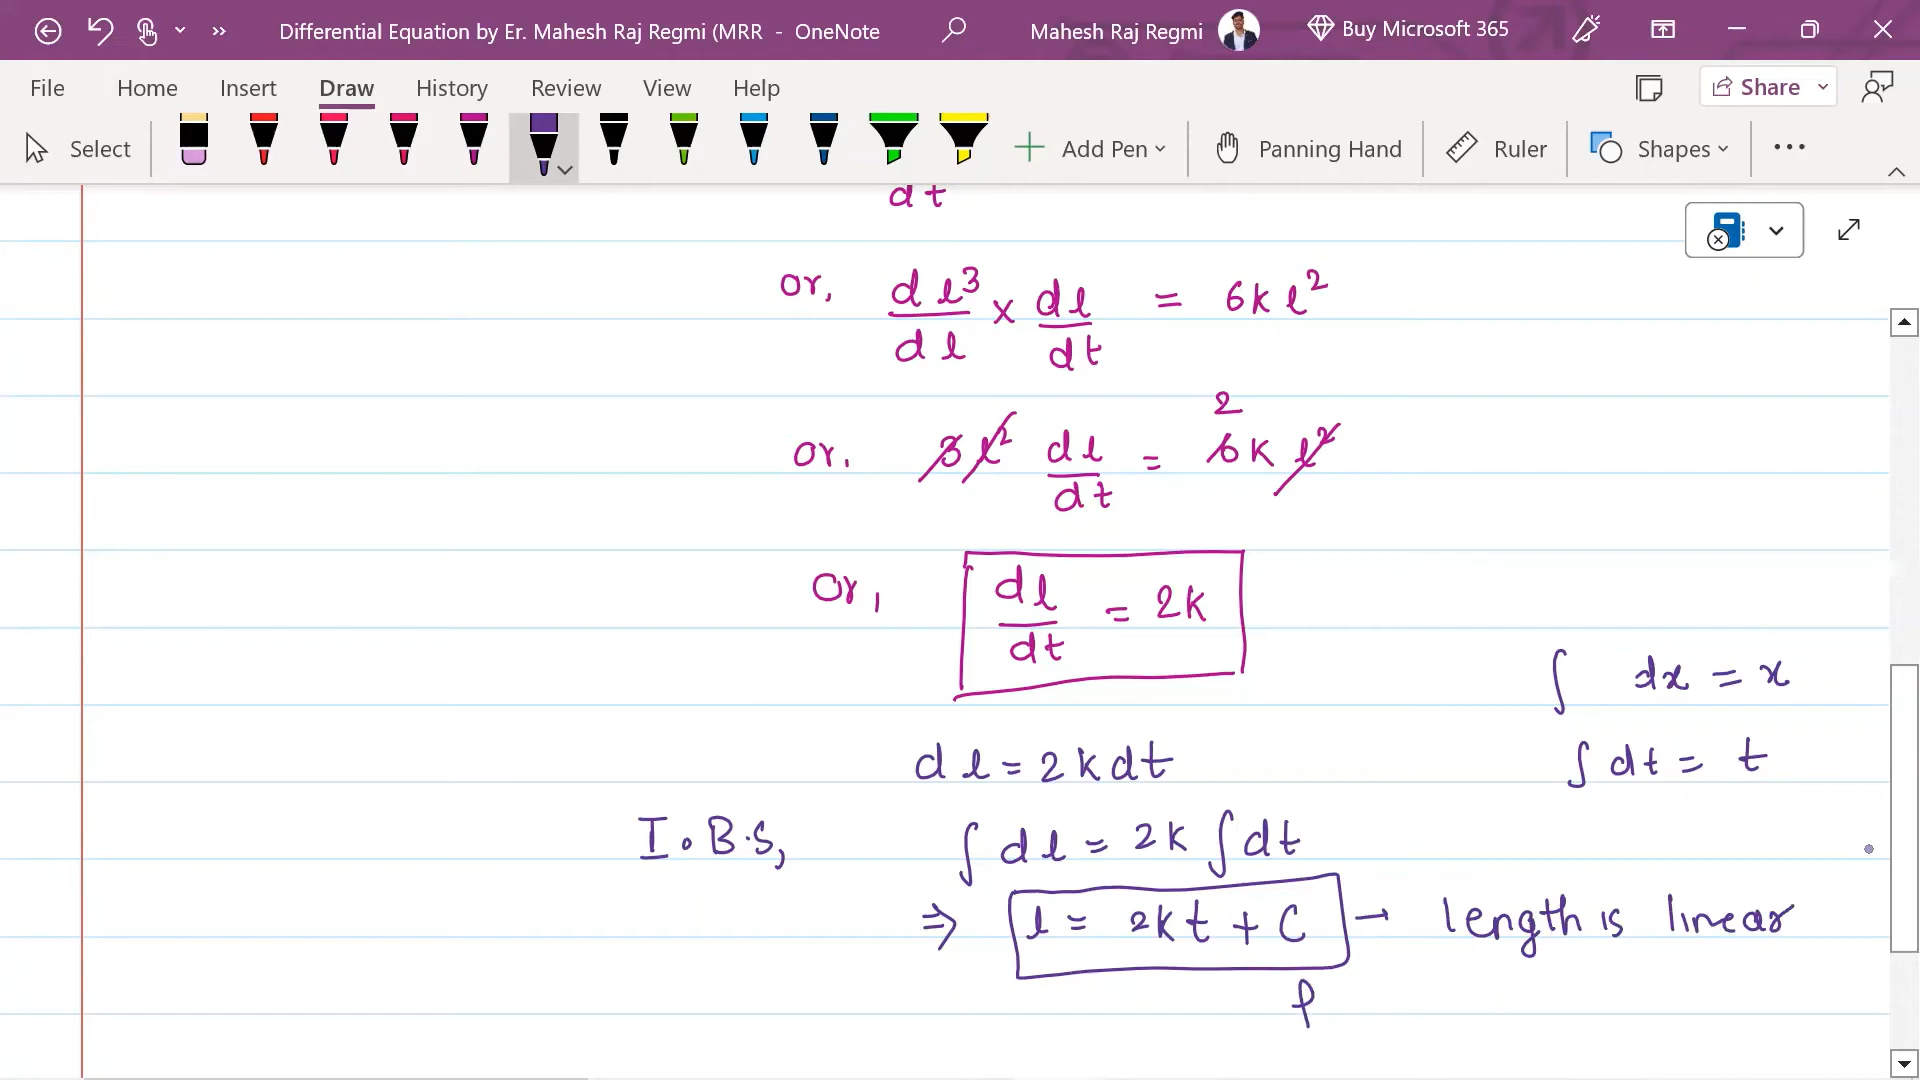 Differential Equation by Er. Mahesh Raj Regmi (MRR - OneNote
Mahesh Raj Regmi
Buy Microsoft 365
File Home Insert Draw History Review View Help
Share
Select
Add Pen
Panning Hand
Ruler
Shapes
dt
or, dl³/dl × dl/dt = 6kl²
or. 3l² dl/dt = 6kl²
2
Or, dl/dt = 2k
∫ dx = x
dl = 2kdt
∫ dt = t
I.B.S, ∫ dl = 2k ∫ dt
⇒ l = 2kt + C → length is linear